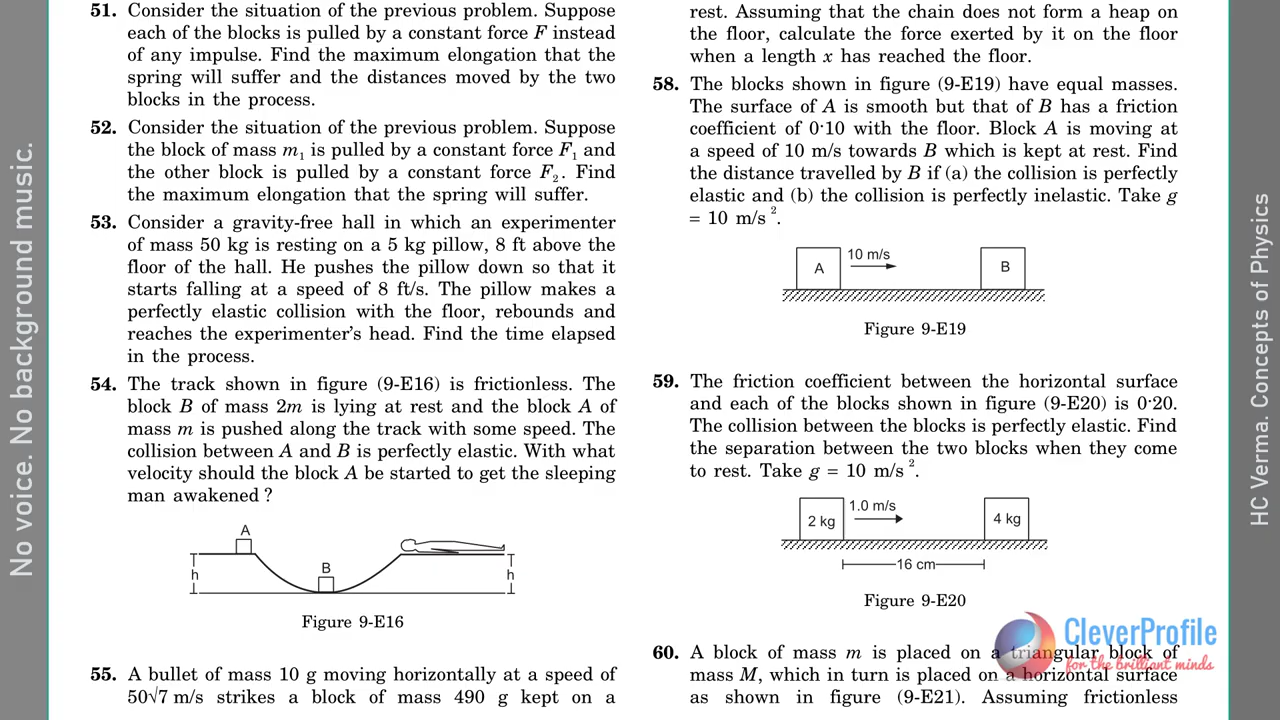 No voice. No background music.
51. Consider the situation of the previous problem. Suppose
each of the blocks is pulled by a constant force F instead
of any impulse. Find the maximum elongation that the
spring will suffer and the distances moved by the two
blocks in the process.
52. Consider the situation of the previous problem. Suppose
the block of mass m₁ is pulled by a constant force F₁ and
the other block is pulled by a constant force F₂. Find
the maximum elongation that the spring will suffer.
53. Consider a gravity-free hall in which an experimenter
of mass 50 kg is resting on a 5 kg pillow, 8 ft above the
floor of the hall. He pushes the pillow down so that it
starts falling at a speed of 8 ft/s. The pillow makes a
perfectly elastic collision with the floor, rebounds and
reaches the experimenter's head. Find the time elapsed
in the process.
54. The track shown in figure (9-E16) is frictionless. The
block B of mass 2m is lying at rest and the block A of
mass m is pushed along the track with some speed. The
collision between A and B is perfectly elastic. With what
velocity should the block A be started to get the sleeping
man awakened ?
A
h
B
h
Figure 9-E16
55. A bullet of mass 10 g moving horizontally at a speed of
50√7 m/s strikes a block of mass 490 g kept on a
rest. Assuming that the chain does not form a heap on
the floor, calculate the force exerted by it on the floor
when a length x has reached the floor.
58. The blocks shown in figure (9-E19) have equal masses.
The surface of A is smooth but that of B has a friction
coefficient of 0·10 with the floor. Block A is moving at
a speed of 10 m/s towards B which is kept at rest. Find
the distance travelled by B if (a) the collision is perfectly
elastic and (b) the collision is perfectly inelastic. Take g
= 10 m/s².
A 10 m/s B
Figure 9-E19
59. The friction coefficient between the horizontal surface
and each of the blocks shown in figure (9-E20) is 0·20.
The collision between the blocks is perfectly elastic. Find
the separation between the two blocks when they come
to rest. Take g = 10 m/s².
2 kg 1.0 m/s 4 kg
16 cm
Figure 9-E20
60. A block of mass m is placed on a triangular block of
mass M, which in turn is placed on a horizontal surface
as shown in figure (9-E21). Assuming frictionless
CleverProfile
for the brilliant minds
HC Verma. Concepts of Physics